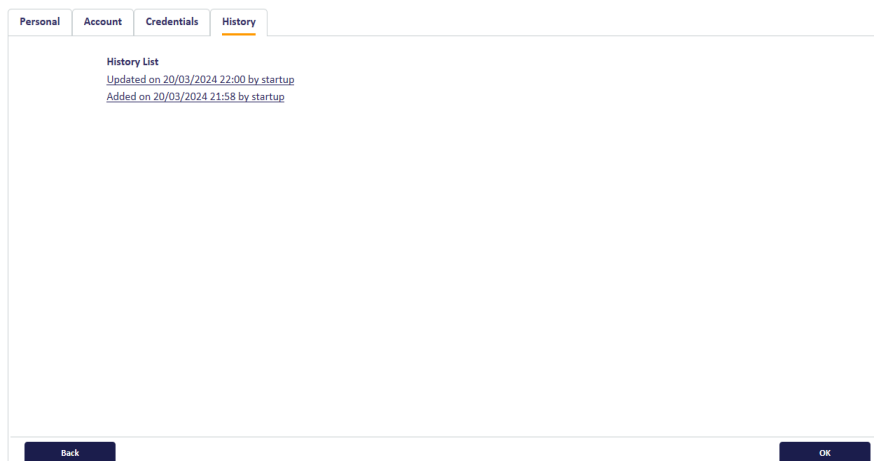 Personal Account Credentials History
History List
Updated on 20/03/2024 22:00 by startup
Added on 20/03/2024 21:58 by startup
Back OK